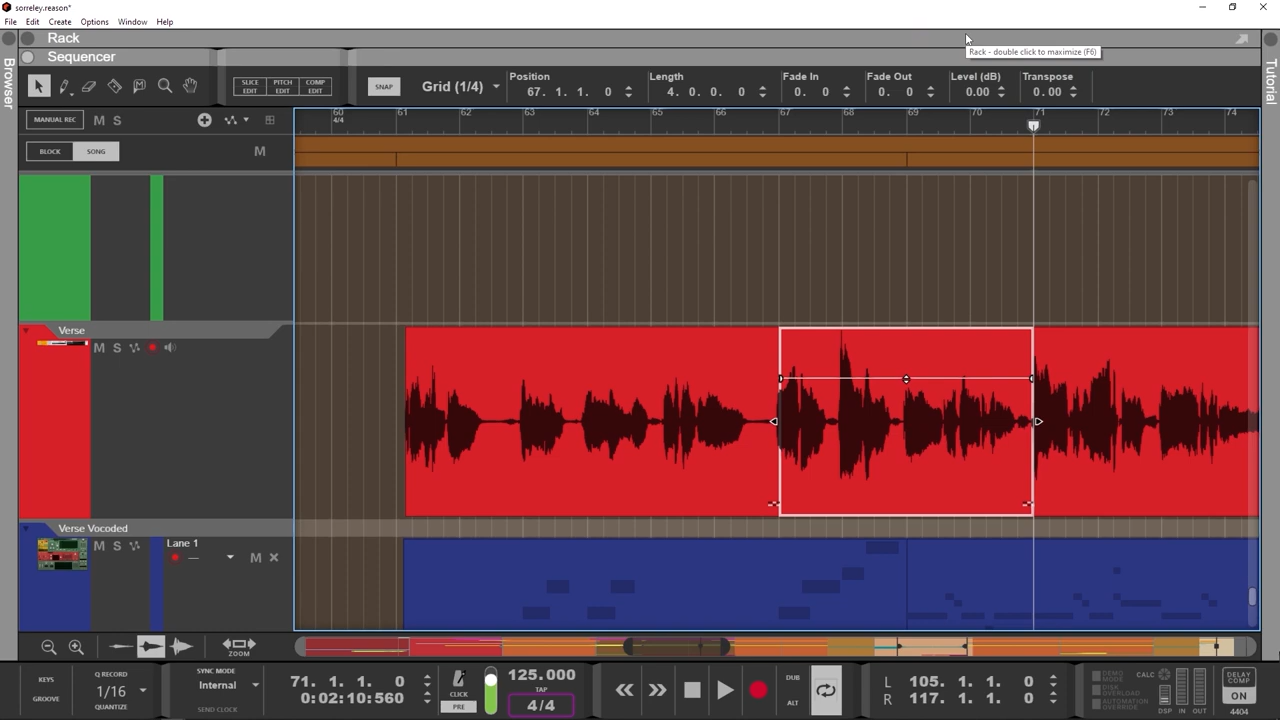 sorreley.reason*
File Edit Create Options Window Help
Rack
Rack - double click to maximize (F6)
Browser
Tutorial
Sequencer
SLICE EDIT
PITCH EDIT
COMP EDIT
SNAP
Grid (1/4)
Position
67. 1. 1. 0
Length
4. 0. 0. 0
Fade In
0. 0
Fade Out
0. 0
Level (dB)
0.00
Transpose
0.00
MANUAL REC
M S
60 61 62 63 64 65 66 67 68 69 70 71 72 73 74
4/4
BLOCK SONG
M
Verse
M S
Verse Vocoded
M S
Lane 1
—
M
ZOOM
KEYS
GROOVE
Q RECORD
1/16
QUANTIZE
SYNC MODE
Internal
SEND CLOCK
71. 1. 1. 0
0:02:10:560
CLICK
PRE
125.000
TAP
4/4
DUB
ALT
L 105. 1. 1. 0
R 117. 1. 1. 0
DEMO MODE
DISK OVERLOAD
AUTOMATION OVERRIDE
CALC
DSP IN OUT
DELAY COMP
ON
4404